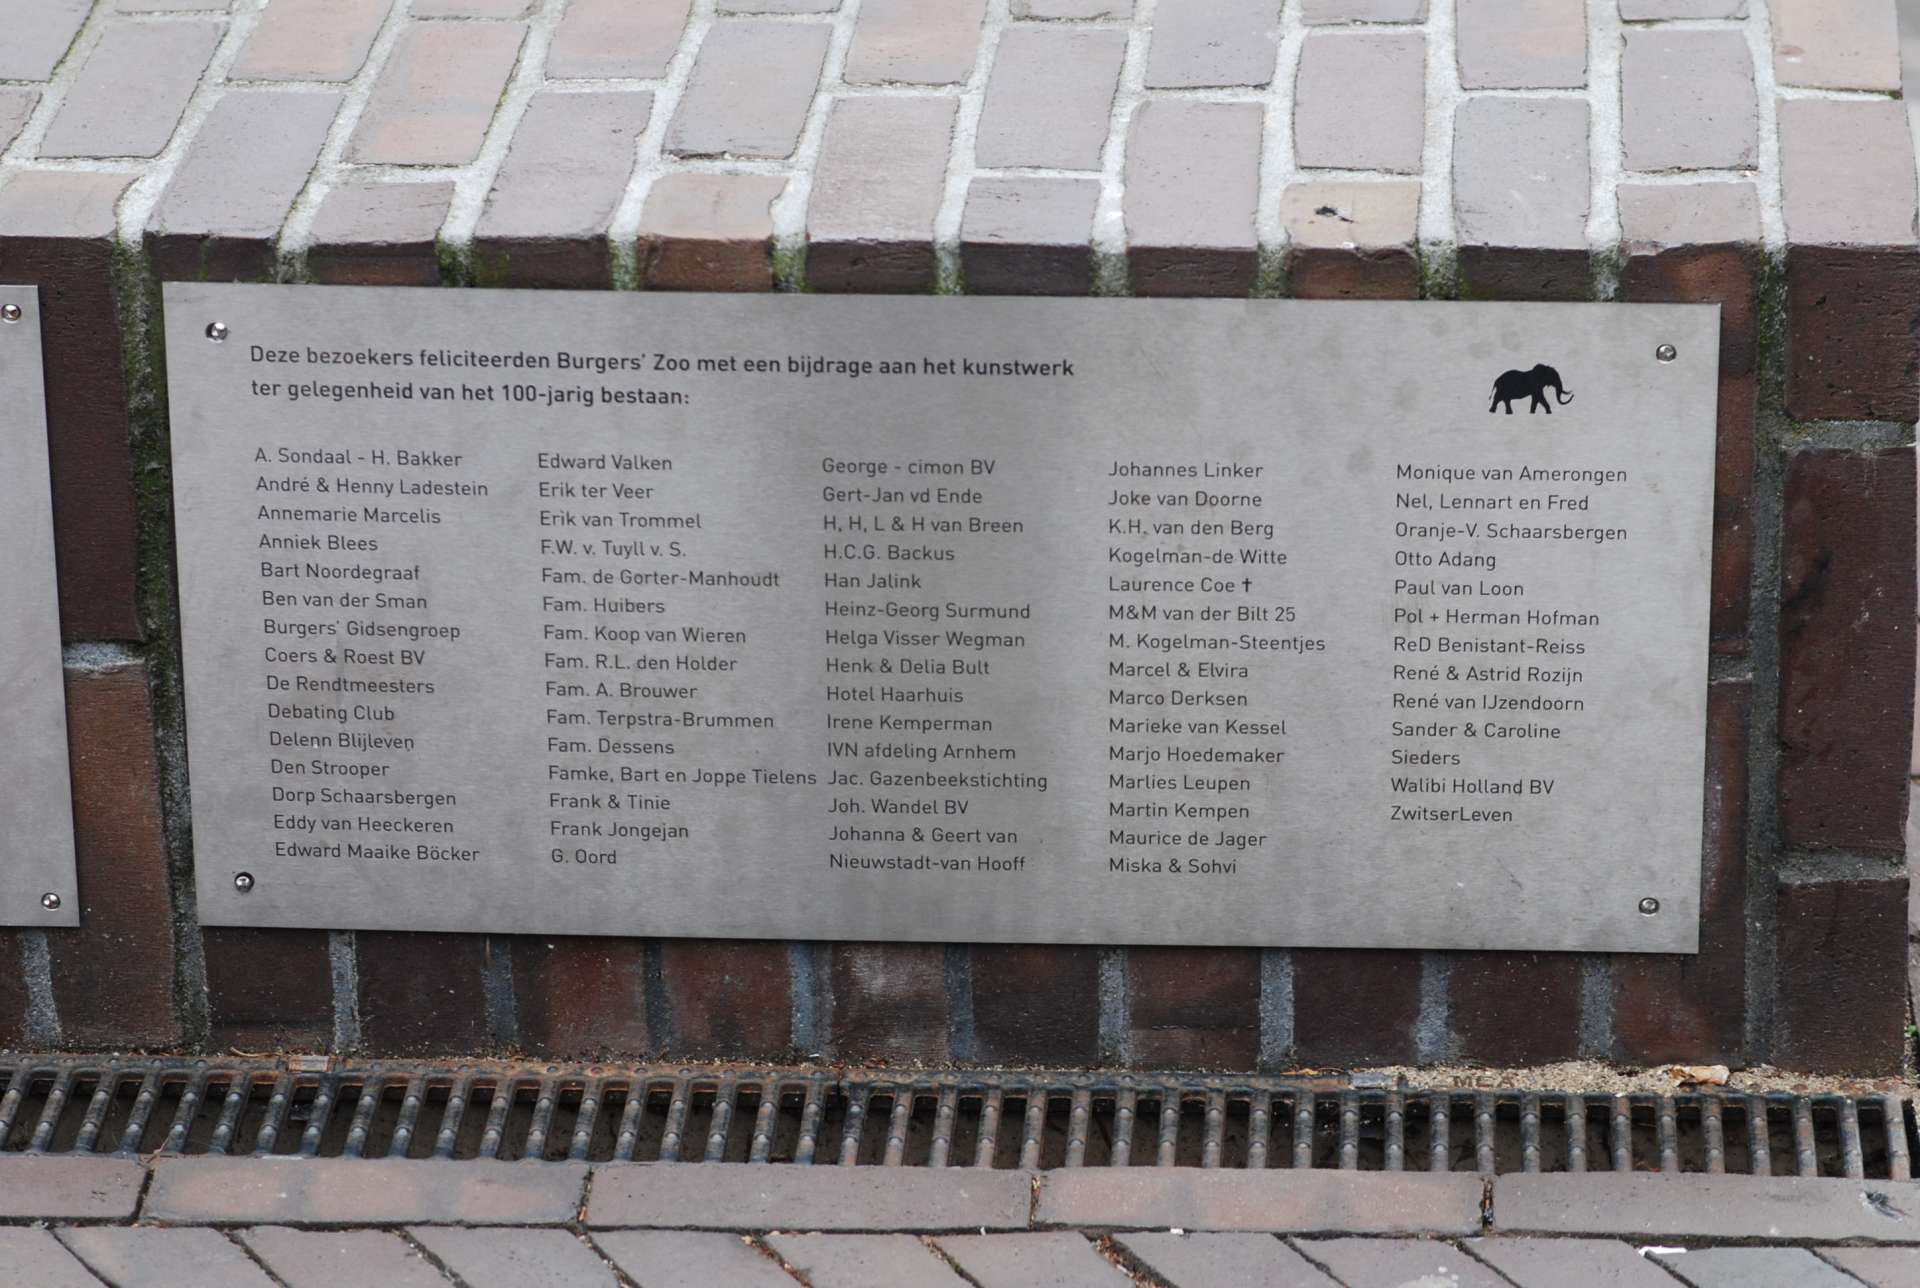 Deze bezoekers feliciteerden Burgers' Zoo met een bijdrage aan het kunstwerk
ter gelegenheid van het 100-jarig bestaan:
A. Sondaal - H. Bakker
André & Henny Ladestein
Annemarie Marcelis
Anniek Blees
Bart Noordegraaf
Ben van der Sman
Burgers' Gidsengroep
Coers & Roest BV
De Rendtmeesters
Debating Club
Delenn Blijleven
Den Strooper
Dorp Schaarsbergen
Eddy van Heeckeren
Edward Maaike Böcker
Edward Valken
Erik ter Veer
Erik van Trommel
F.W. v. Tuyll v. S.
Fam. de Gorter-Manhoudt
Fam. Huibers
Fam. Koop van Wieren
Fam. R.L. den Holder
Fam. A. Brouwer
Fam. Terpstra-Brummen
Fam. Dessens
Famke, Bart en Joppe Tielens
Frank & Tinie
Frank Jongejan
G. Oord
George - cimon BV
Gert-Jan vd Ende
H, H, L & H van Breen
H.C.G. Backus
Han Jalink
Heinz-Georg Surmund
Helga Visser Wegman
Henk & Delia Bult
Hotel Haarhuis
Irene Kemperman
IVN afdeling Arnhem
Jac. Gazenbeekstichting
Joh. Wandel BV
Johanna & Geert van
Nieuwstadt-van Hooff
Johannes Linker
Joke van Doorne
K.H. van den Berg
Kogelman-de Witte
Laurence Coe ✝
M&M van der Bilt 25
M. Kogelman-Steentjes
Marcel & Elvira
Marco Derksen
Marieke van Kessel
Marjo Hoedemaker
Marlies Leupen
Martin Kempen
Maurice de Jager
Miska & Sohvi
Monique van Amerongen
Nel, Lennart en Fred
Oranje-V. Schaarsbergen
Otto Adang
Paul van Loon
Pol + Herman Hofman
ReD Benistant-Reiss
René & Astrid Rozijn
René van IJzendoorn
Sander & Caroline
Sieders
Walibi Holland BV
ZwitserLeven
MEA